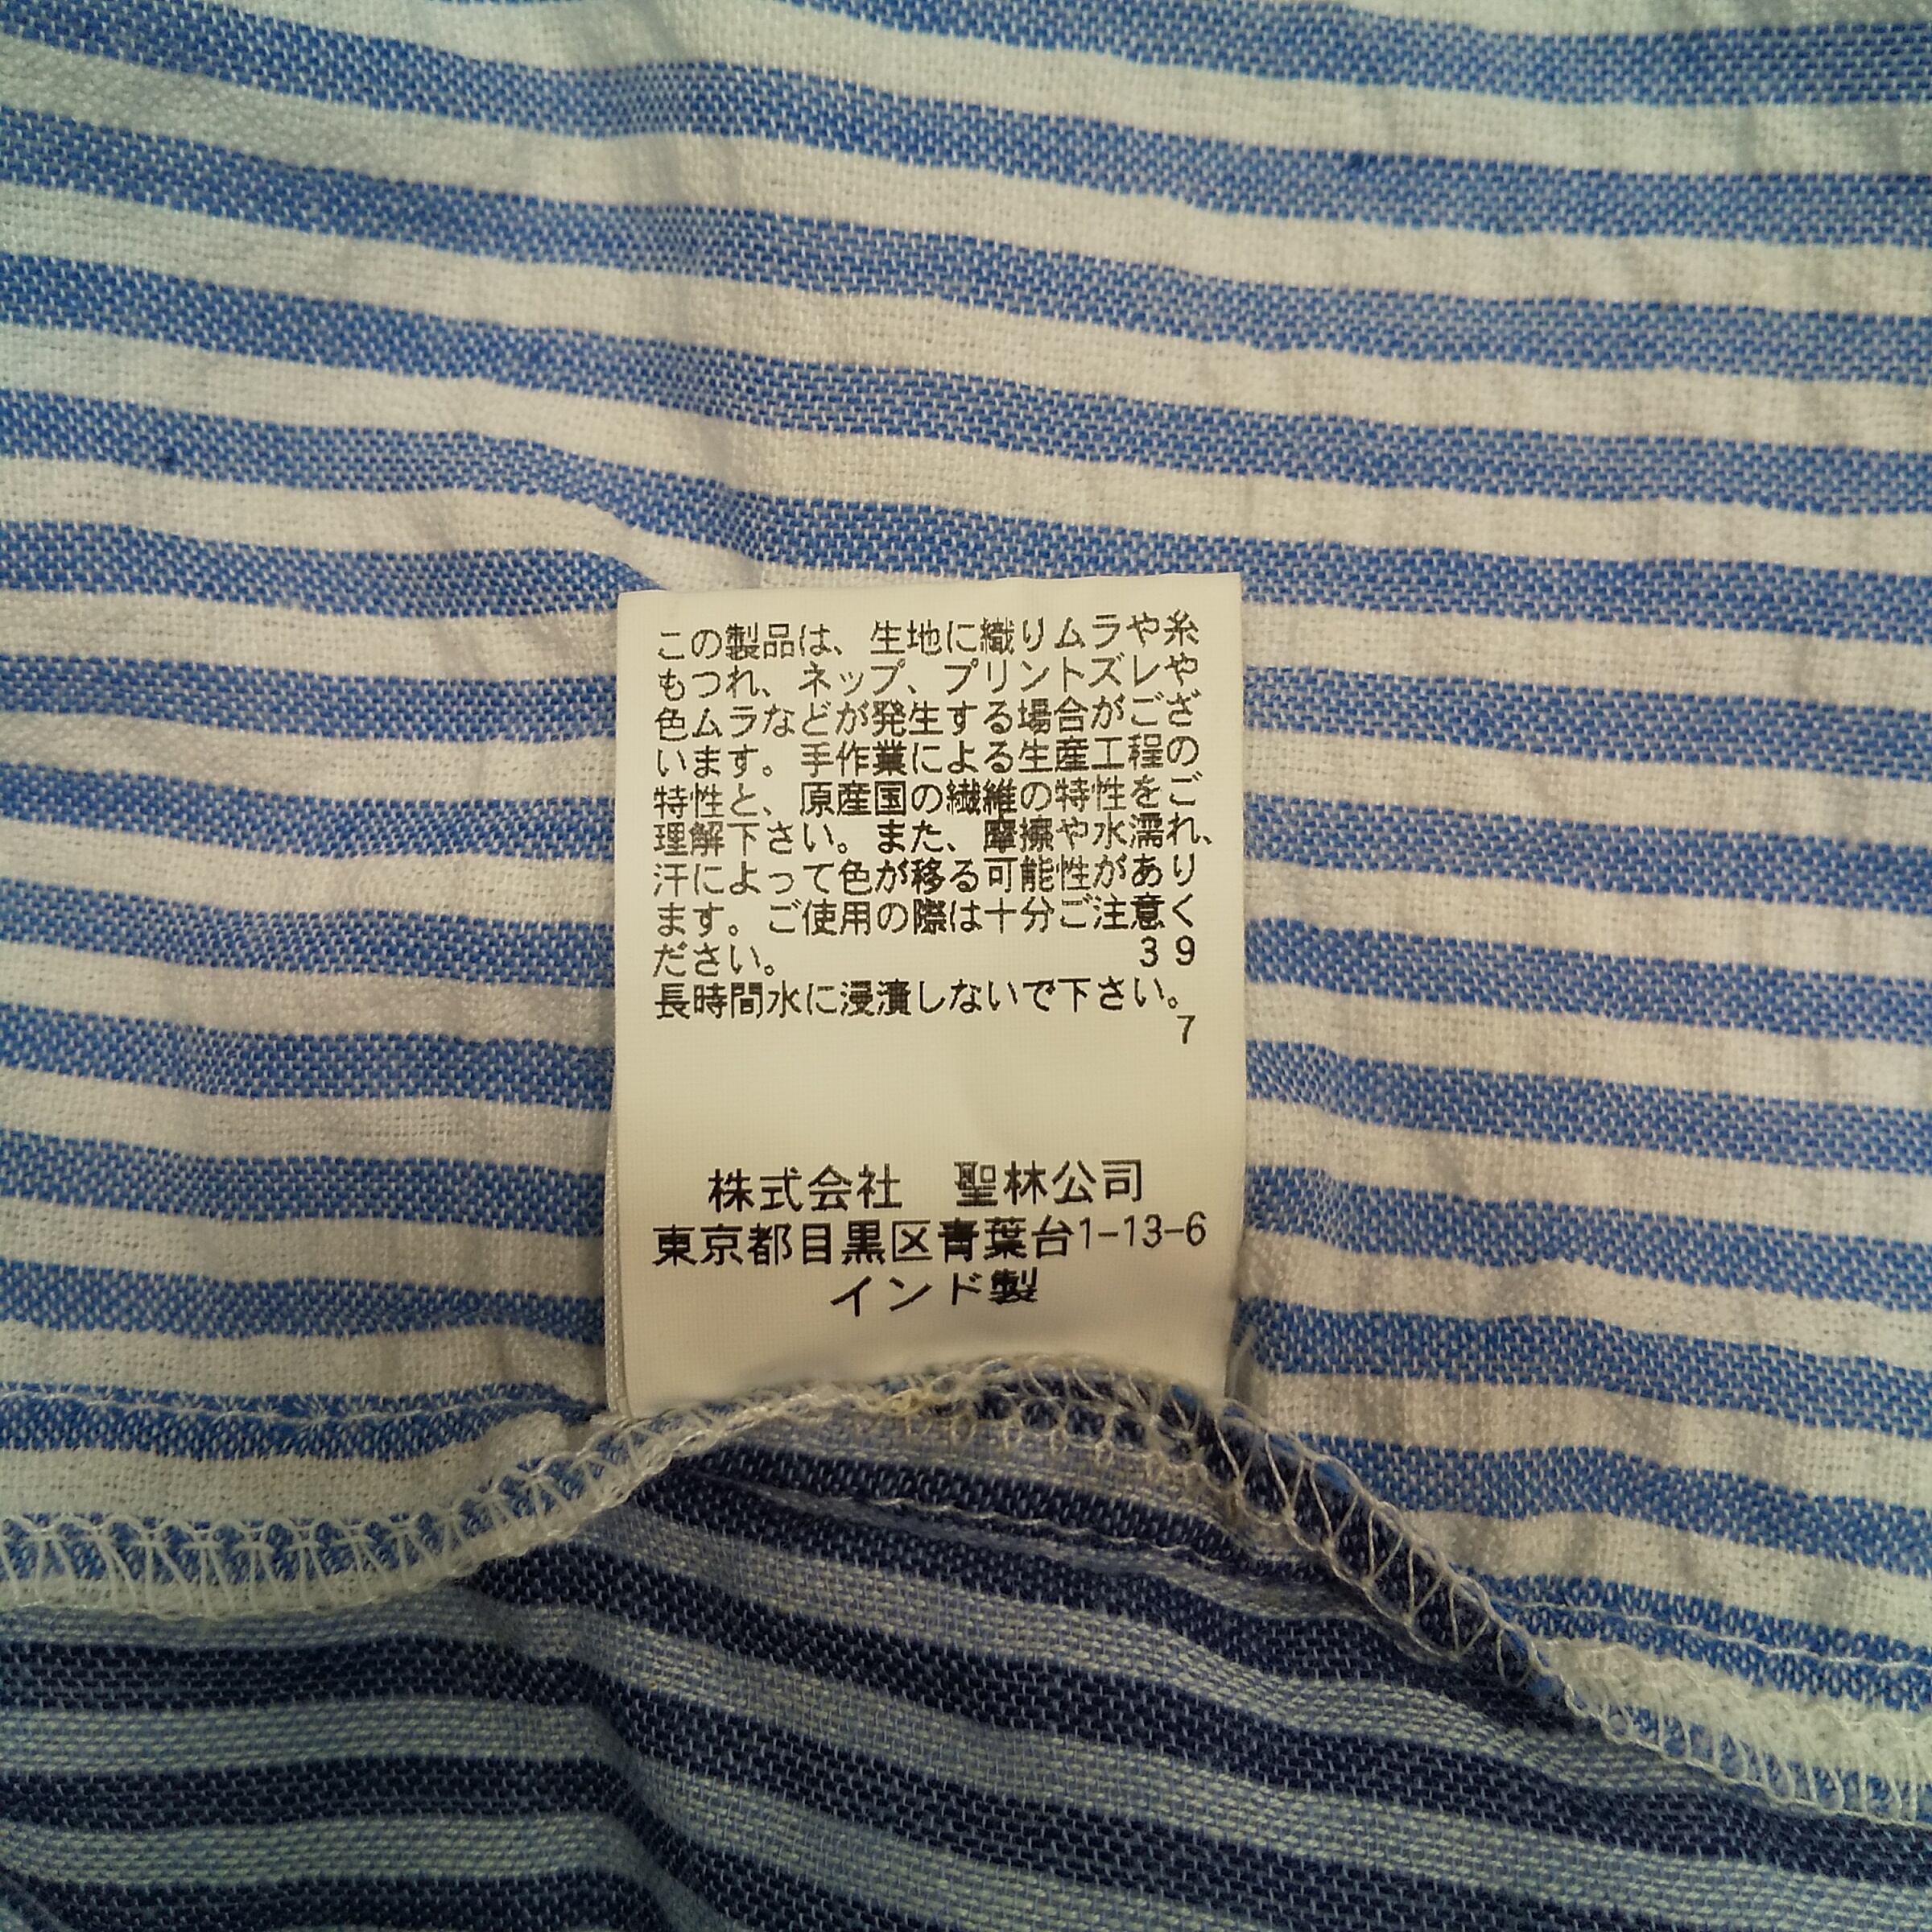 この製品は、生地に織りムラや糸
もつれ、ネップ、プリントズレや
色ムラなどが発生する場合がござ
います。手作業による生産工程の
特性と、原産国の繊維の特性をご
理解下さい。また、摩擦や水濡れ、
汗によって色が移る可能性があり
ます。ご使用の際は十分ご注意く
ださい。 39
長時間水に浸漬しないで下さい。
7
株式会社 聖林公司
東京都目黒区青葉台1-13-6
インド製